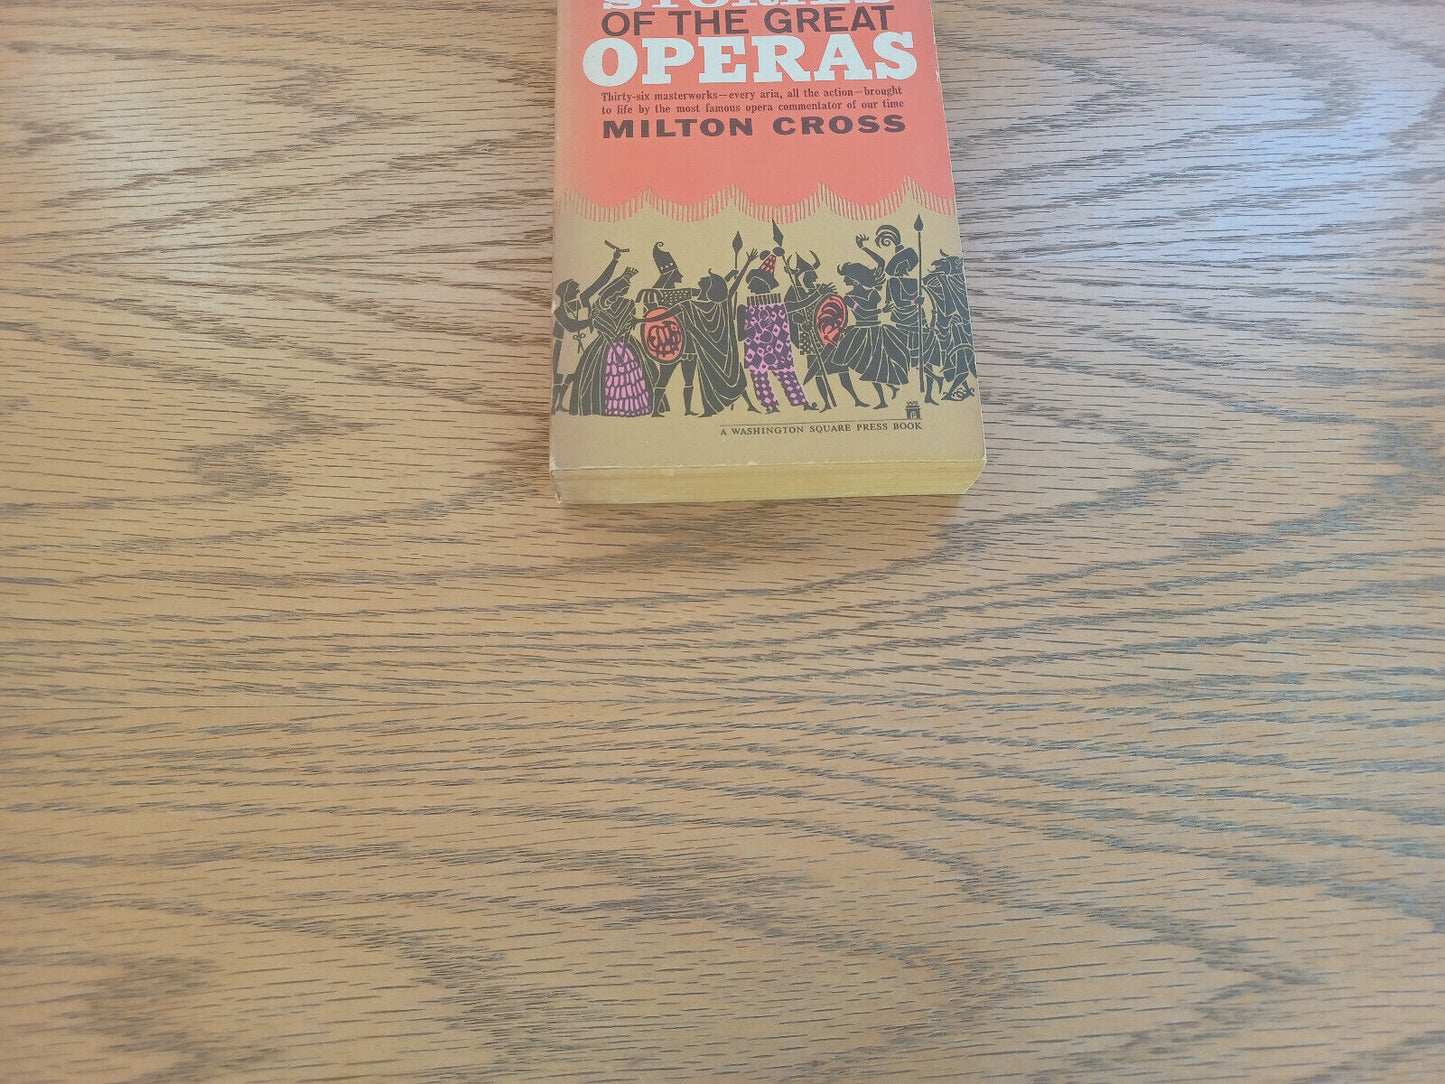 STORIES
OF THE GREAT
OPERAS
Thirty-six masterworks—every aria, all the action—brought
to life by the most famous opera commentator of our time
MILTON CROSS
A WASHINGTON SQUARE PRESS BOOK